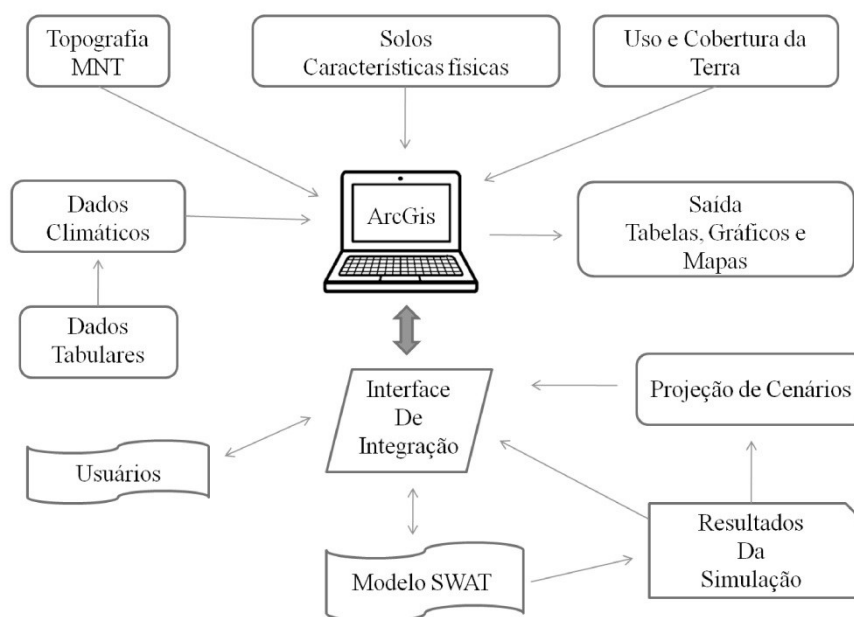 Topografia
MNT
Solos
Características físicas
Uso e Cobertura da
Terra
Dados
Climáticos
ArcGis
Saída
Tabelas, Gráficos e
Mapas
Dados
Tabulares
Interface
De
Integração
Projeção de Cenários
Usuários
Modelo SWAT
Resultados
Da
Simulação